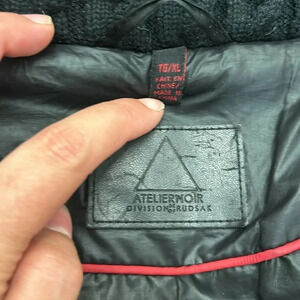 TG/XL
FAIT EN
CHINE/
MADE IN
CHINA
ATELIERNOIR
DIVISION RUDSAK